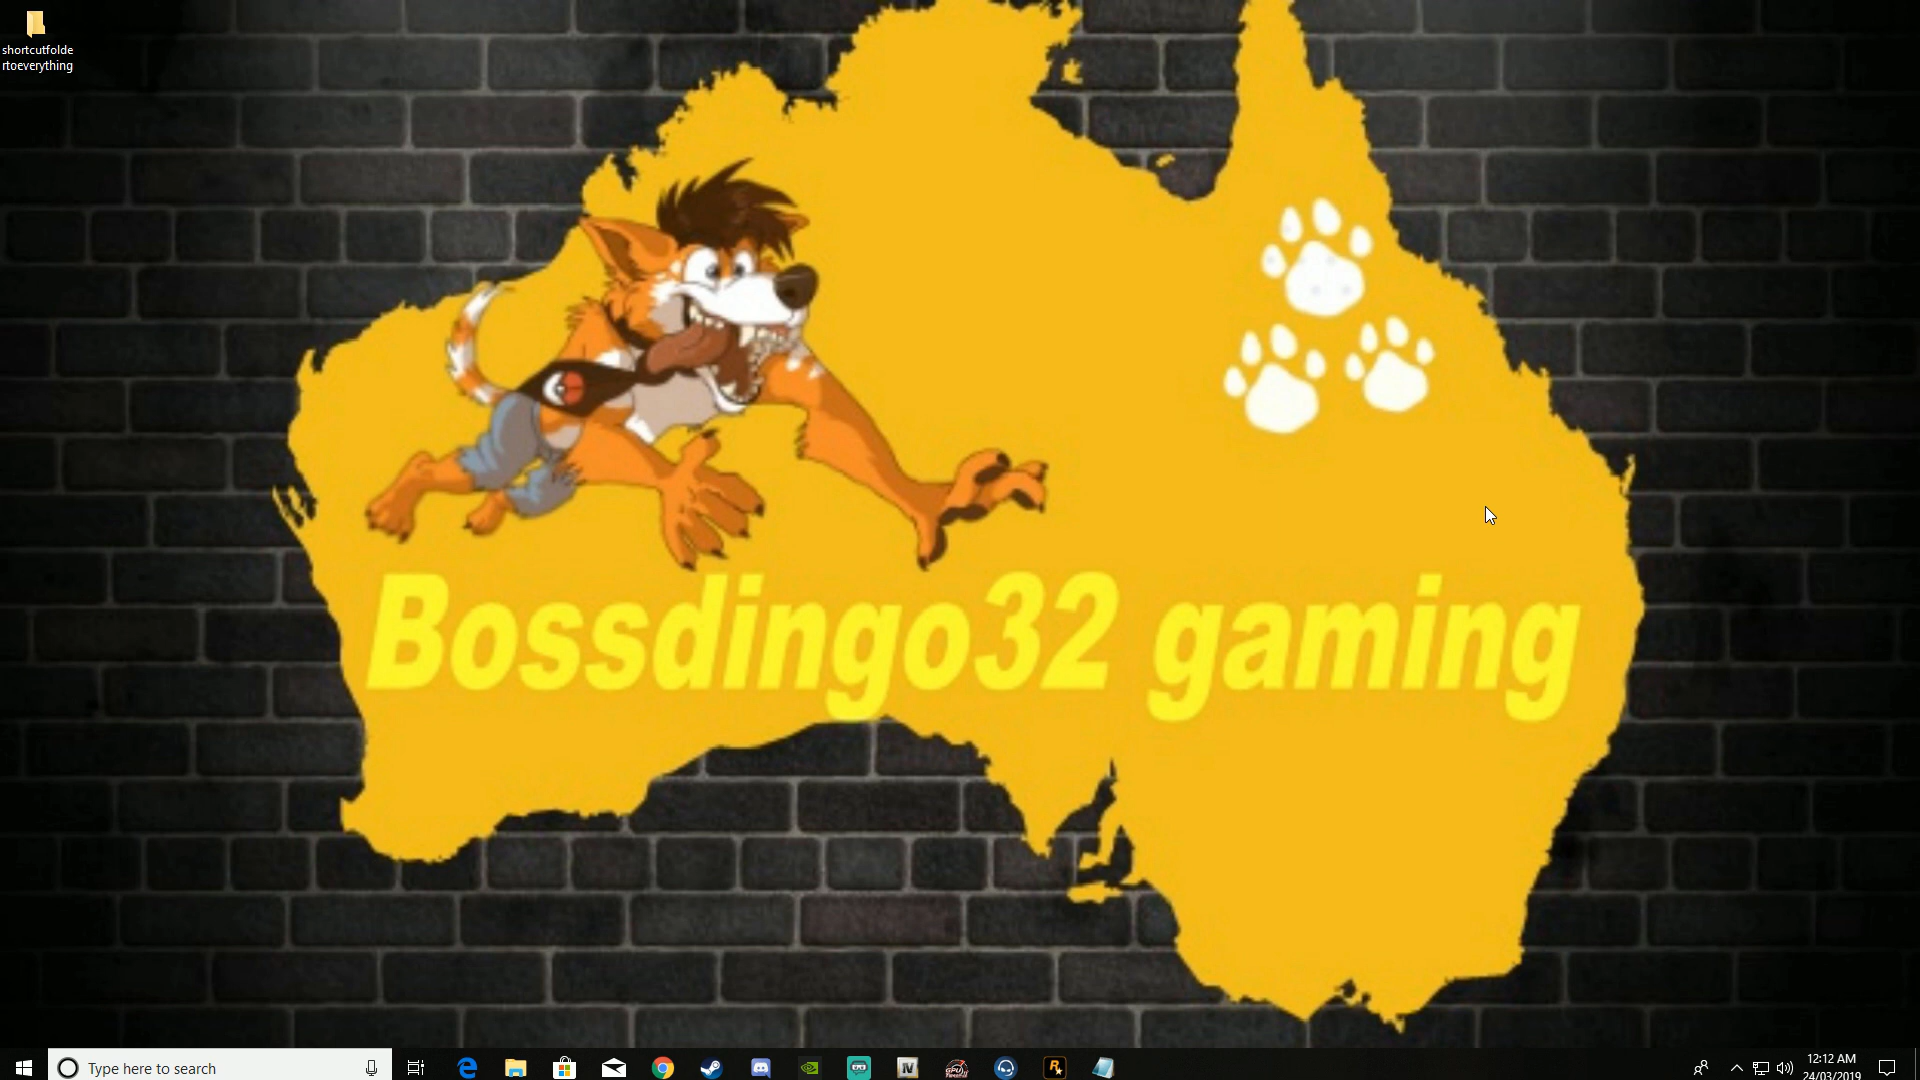 shortcutfolde
rtoeverything
Bossdingo32 gaming
Type here to search
12:12 AM
24/03/2019